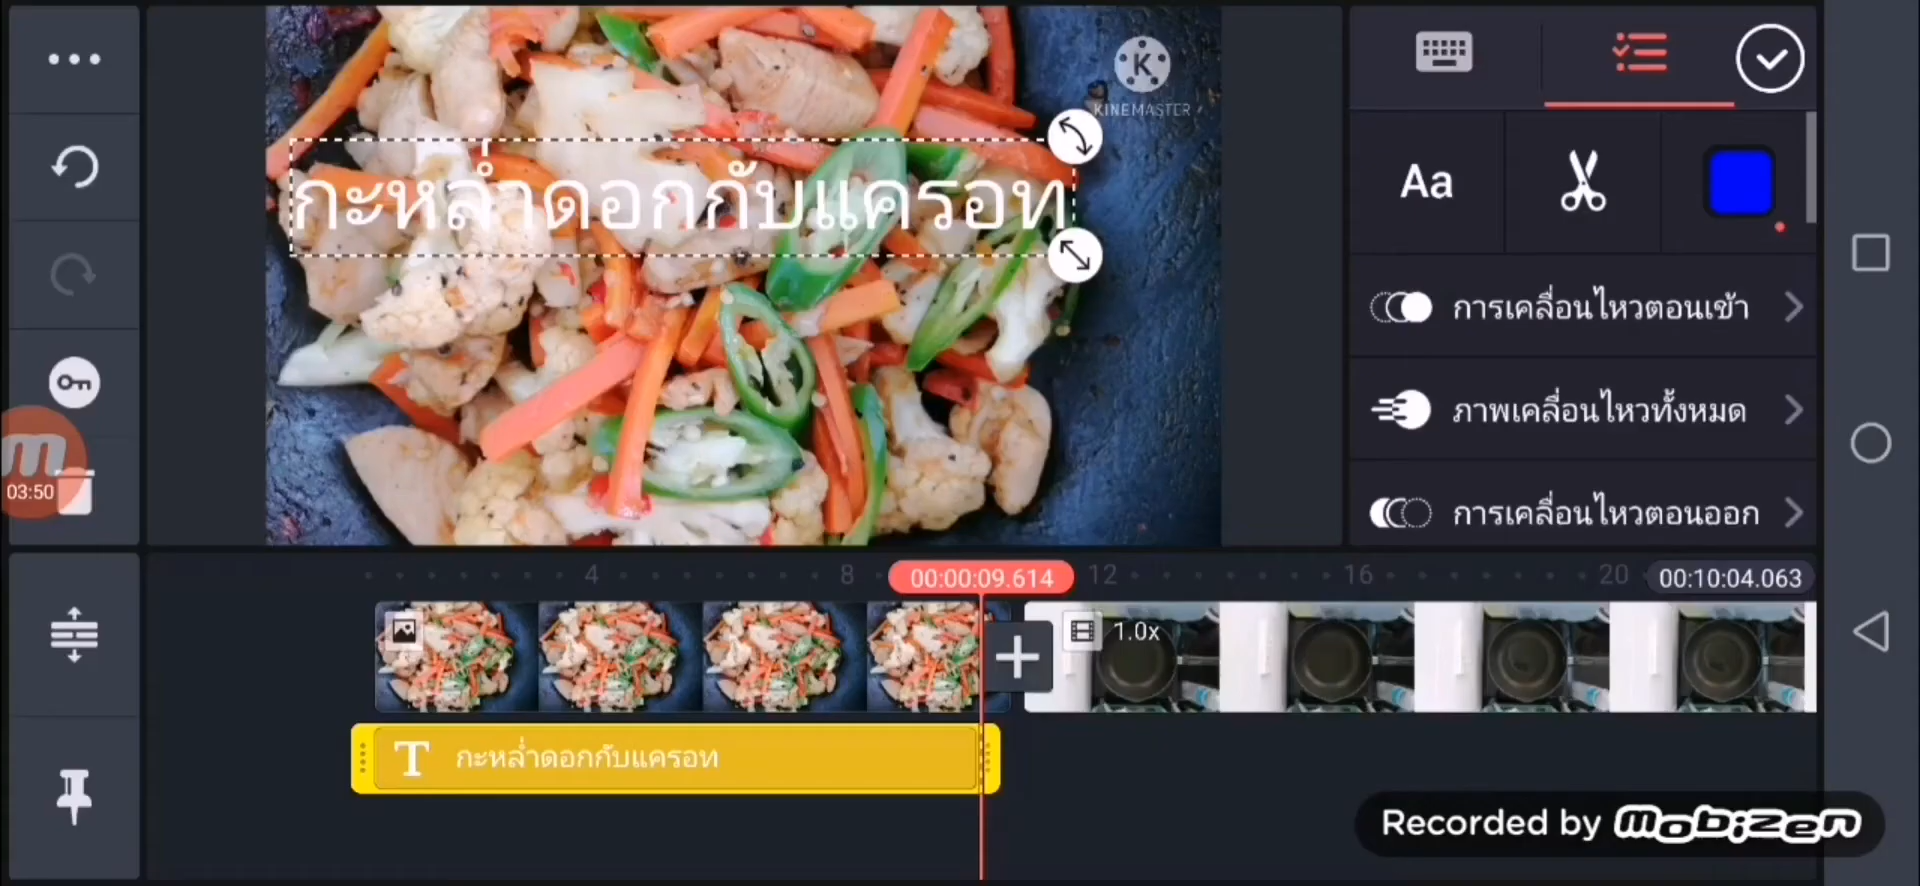 KINEMASTER
กะหล่ำดอกกับแครอท
Aa
การเคลื่อนไหวตอนเข้า
ภาพเคลื่อนไหวทั้งหมด
การเคลื่อนไหวตอนออก
03:50
4
8
00:00:09.614
12
16
20
00:10:04.063
1.0x
T กะหล่ำดอกกับแครอท
Recorded by mobizen